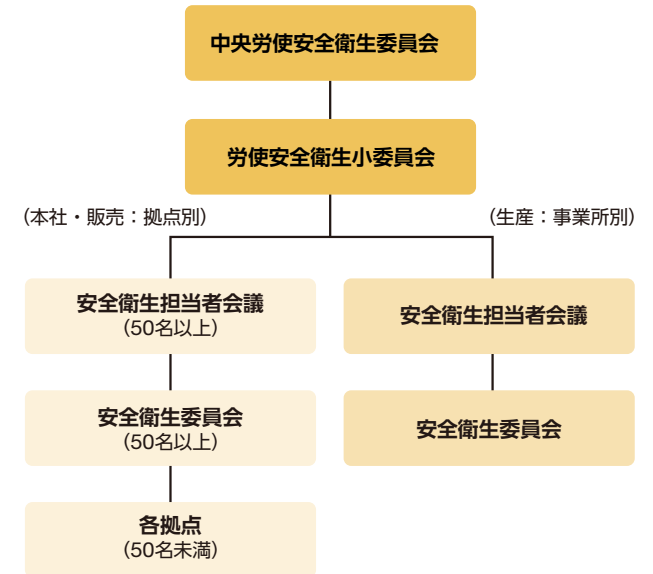 中央労使安全衛生委員会
労使安全衛生小委員会
（本社・販売：拠点別）
（生産：事業所別）
安全衛生担当者会議
（50名以上）
安全衛生担当者会議
安全衛生委員会
（50名以上）
安全衛生委員会
各拠点
（50名未満）